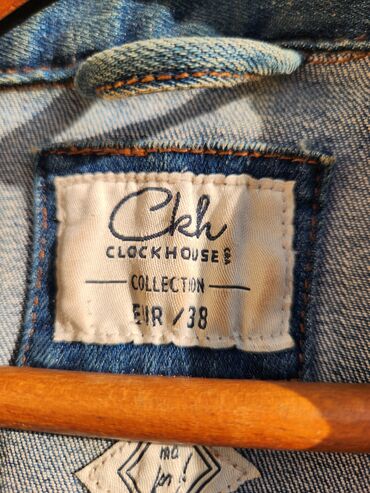 Ckh
CLOCKHOUSE C&A
COLLECTION
EUR / 38